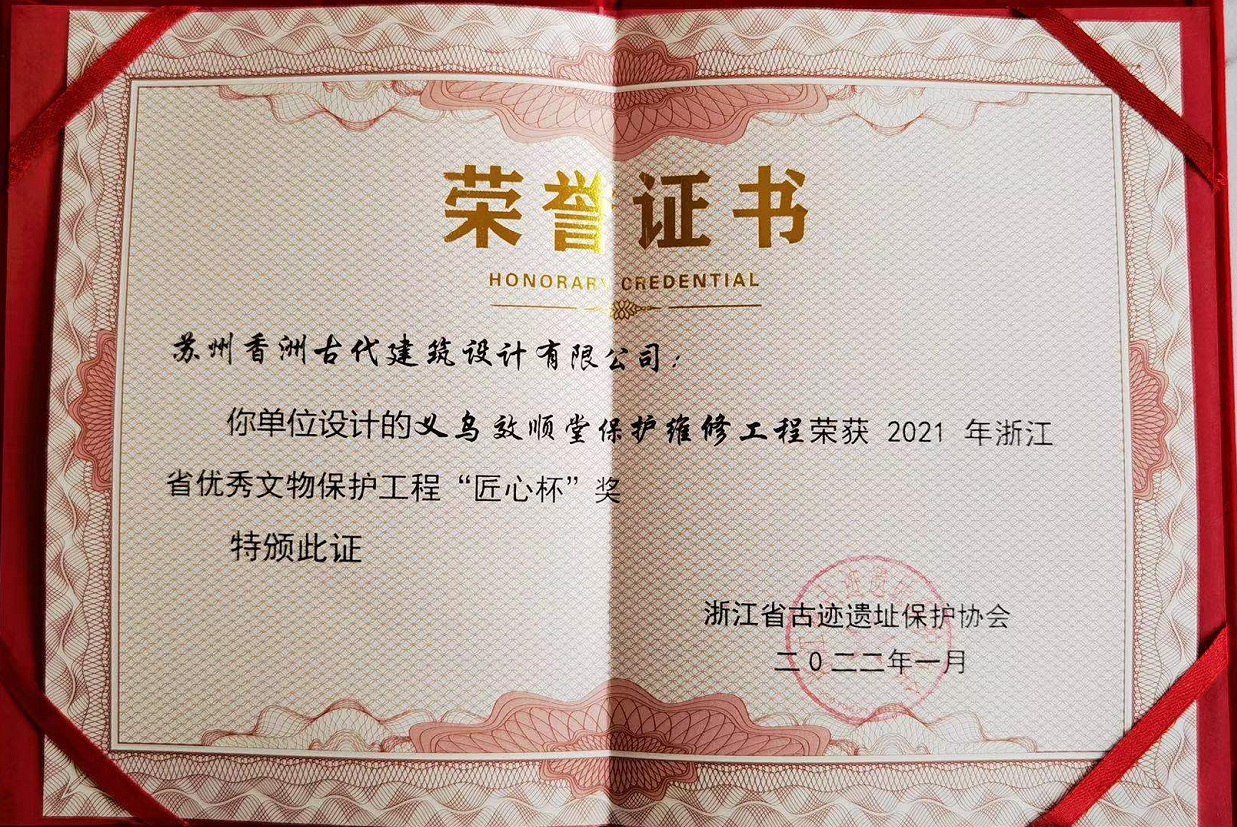 荣誉证书
HONORARY CREDENTIAL
苏州香洲古代建筑设计有限公司：
你单位设计的义乌效顺堂保护维修工程荣获 2021 年浙江
省优秀文物保护工程“匠心杯”奖
特颁此证
浙江省古迹遗址保护协会
二0二二年一月